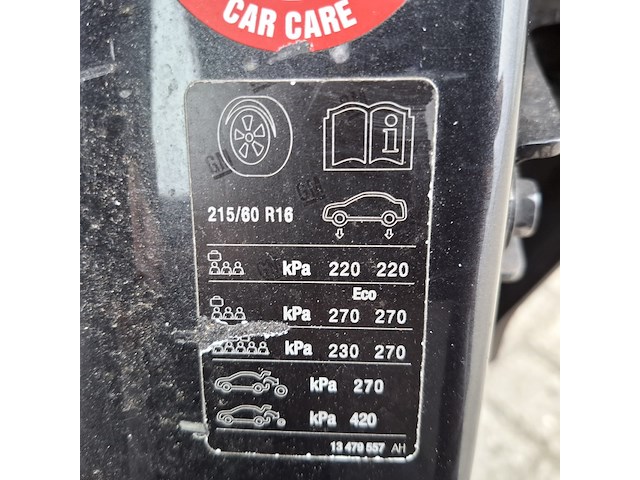 CAR CARE
215/60 R16
kPa 220 220
Eco
kPa 270 270
kPa 230 270
kPa 270
kPa 420
13 479 557 AH